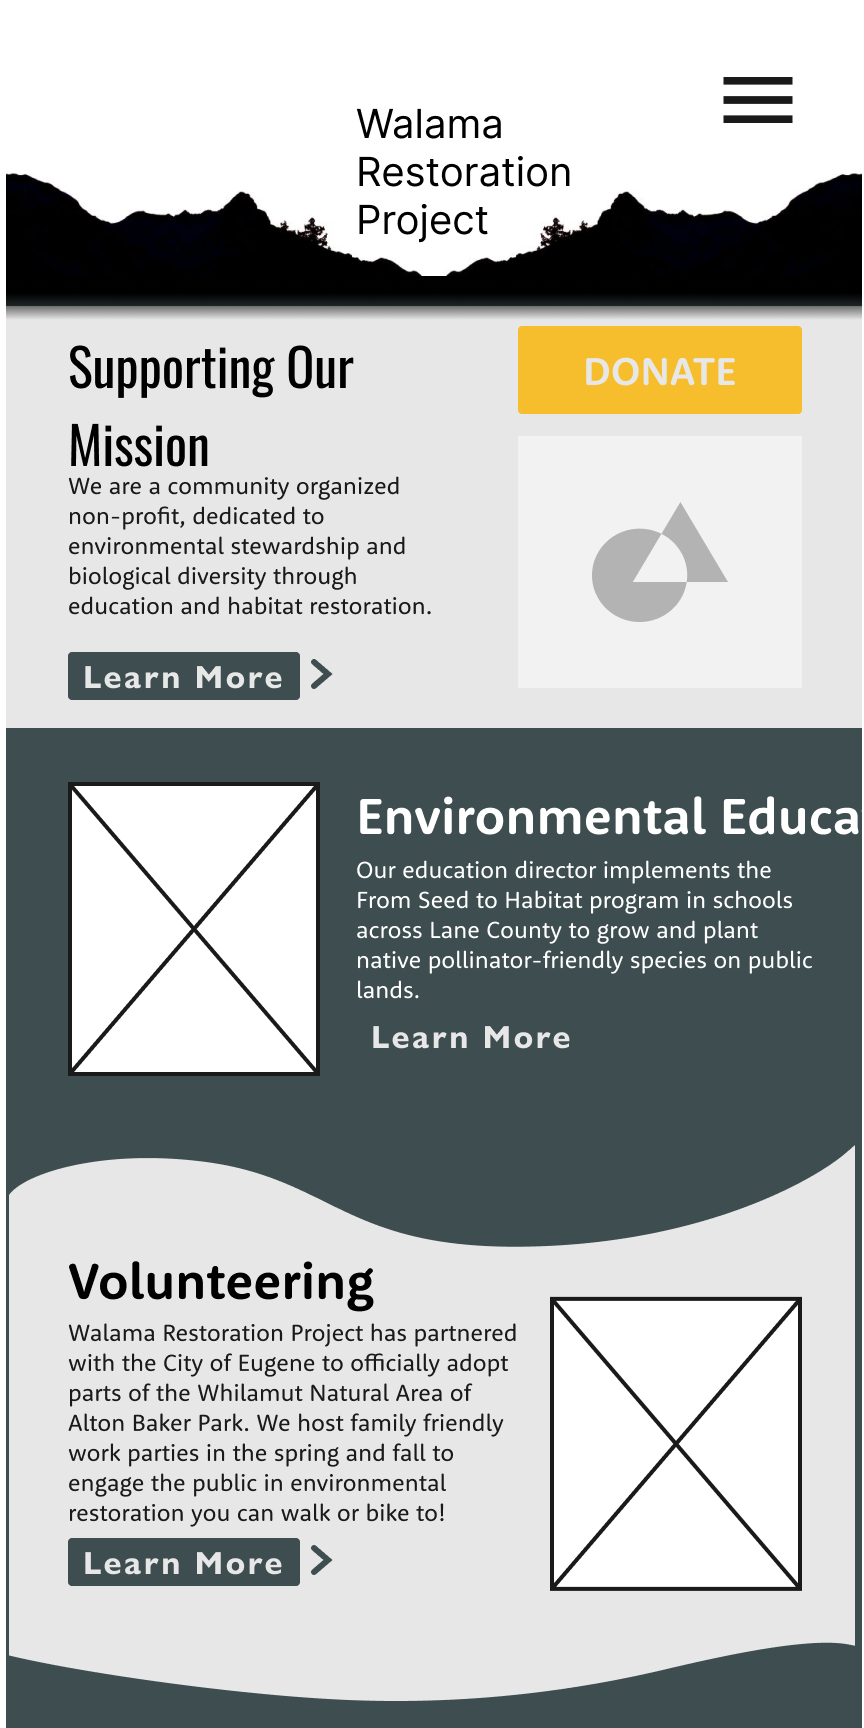 Walama
Restoration
Project
Supporting Our
Mission
DONATE
We are a community organized
non-profit, dedicated to
environmental stewardship and
biological diversity through
education and habitat restoration.
Learn More
Environmental Educa
Our education director implements the
From Seed to Habitat program in schools
across Lane County to grow and plant
native pollinator-friendly species on public
lands.
Learn More
Volunteering
Walama Restoration Project has partnered
with the City of Eugene to officially adopt
parts of the Whilamut Natural Area of
Alton Baker Park. We host family friendly
work parties in the spring and fall to
engage the public in environmental
restoration you can walk or bike to!
Learn More